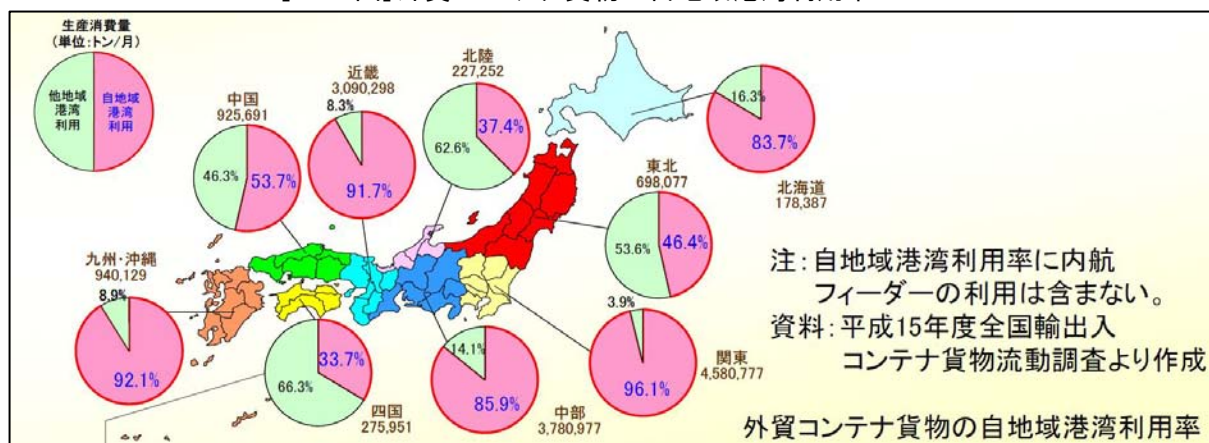 生産消費量
(単位:トン/月)
他地域
港湾
利用
自地域
港湾
利用
中国
925,691
46.3%
53.7%
近畿
3,090,298
8.3%
91.7%
北陸
227,252
37.4%
62.6%
16.3%
83.7%
北海道
178,387
東北
698,077
53.6%
46.4%
九州・沖縄
940,129
8.9%
92.1%
33.7%
66.3%
四国
275,951
14.1%
85.9%
中部
3,780,977
3.9%
96.1%
関東
4,580,777
注:自地域港湾利用率に内航
フィーダーの利用は含まない。
資料:平成15年度全国輸出入
コンテナ貨物流動調査より作成
外貿コンテナ貨物の自地域港湾利用率